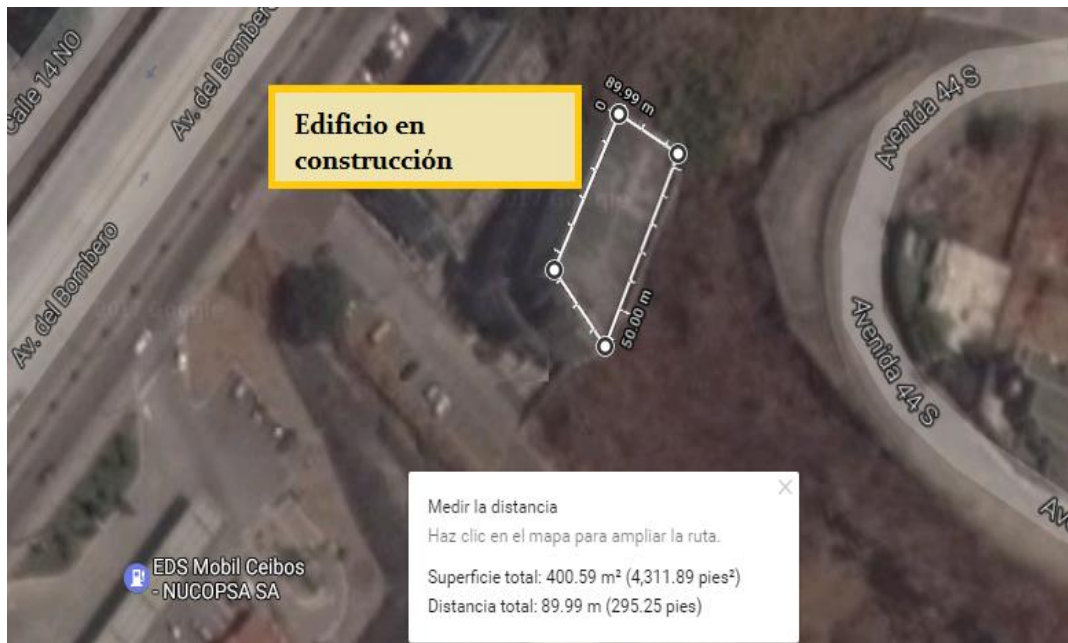 Calle 14 NO
Av. del Bombero
Av. del Bombero
Edificio en
construcción
0
89.99 m
50.00 m
Avenida 44 S
Avenida 44 S
EDS Mobil Ceibos
- NUCOPSA SA
Medir la distancia
Haz clic en el mapa para ampliar la ruta.
Superficie total: 400.59 m² (4,311.89 pies²)
Distancia total: 89.99 m (295.25 pies)